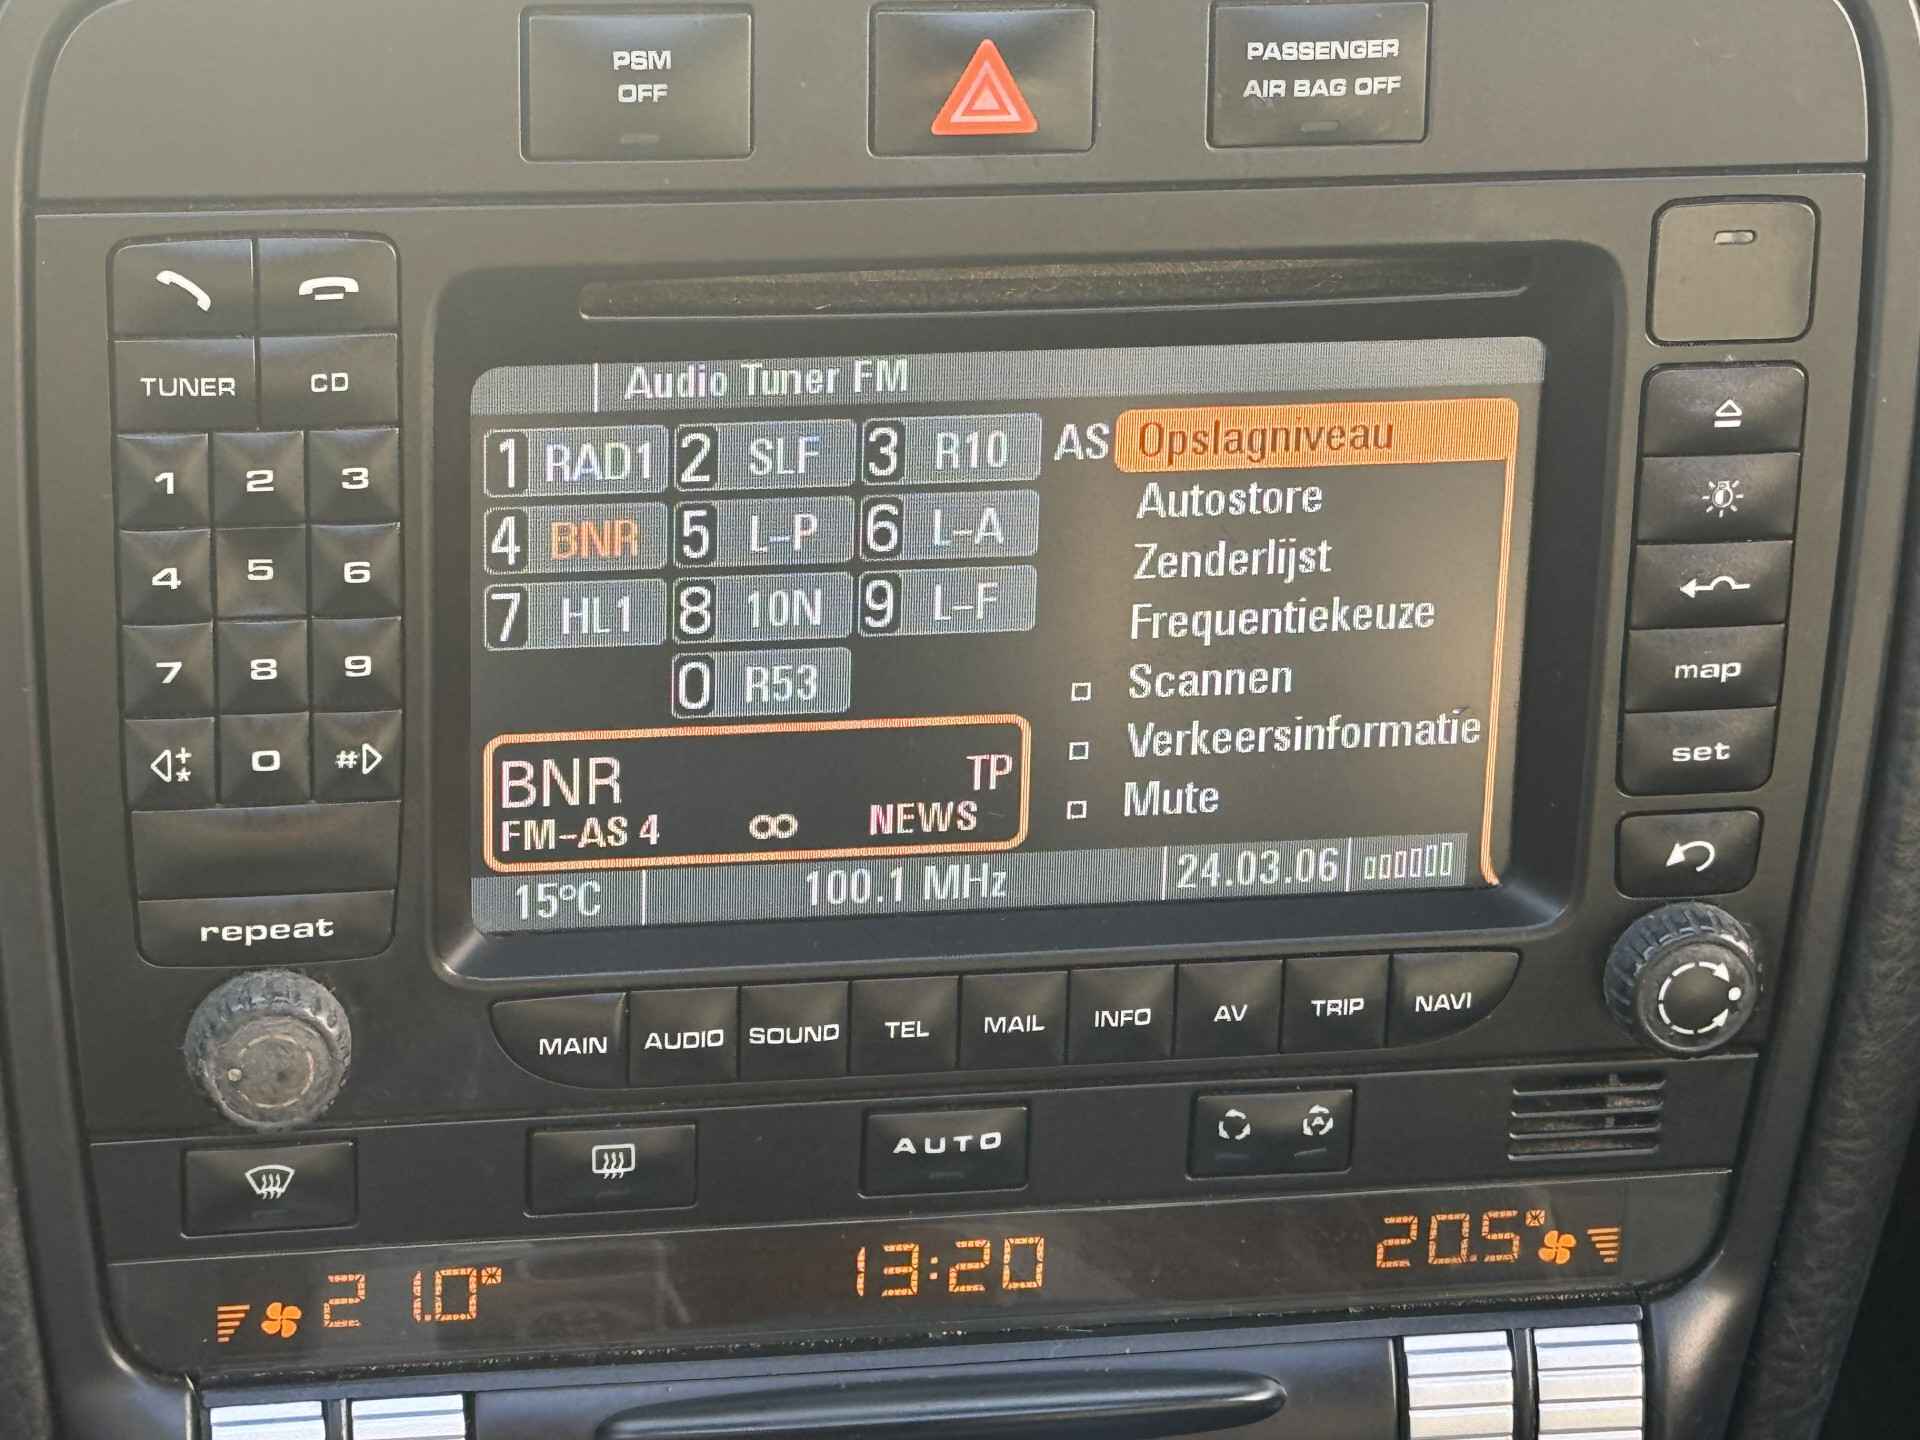 PSM
OFF
PASSENGER
AIR BAG OFF
TUNER CD
1 2 3
4 5 6
7 8 9
0 #
repeat
Audio Tuner FM
1 RAD1 2 SLF 3 R10
4 BNR 5 L-P 6 L-A
7 HL1 8 10N 9 L-F
0 R53
AS Opslagniveau
Autostore
Zenderlijst
Frequentiekeuze
Scannen
Verkeersinformatie
Mute
BNR TP
FM-AS 4 ∞ NEWS
15°C 100.1 MHz 24.03.06
map
set
MAIN AUDIO SOUND TEL MAIL INFO AV TRIP NAVI
AUTO
A
21.0° 13:20 20.5°